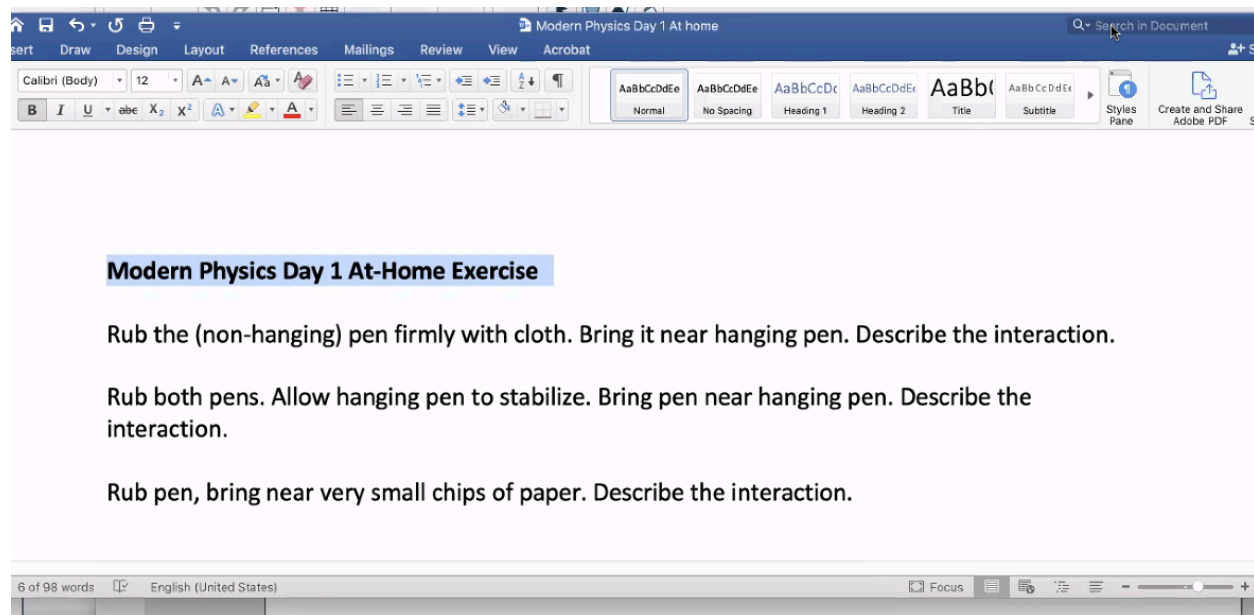 Modern Physics Day 1 At home
Search in Document
sert Draw Design Layout References Mailings Review View Acrobat
Calibri (Body) 12 A A Aa A
AaBbCcDdEe AaBbCcDdEe AaBbCcDc AaBbCcDdEe AaBb( AaBbCcDdEe
Normal No Spacing Heading 1 Heading 2 Title Subtitle
Styles Pane
Create and Share Adobe PDF
B I U abc X2 X2 A A
Modern Physics Day 1 At-Home Exercise
Rub the (non-hanging) pen firmly with cloth. Bring it near hanging pen. Describe the interaction.
Rub both pens. Allow hanging pen to stabilize. Bring pen near hanging pen. Describe the
interaction.
Rub pen, bring near very small chips of paper. Describe the interaction.
6 of 98 words English (United States) Focus